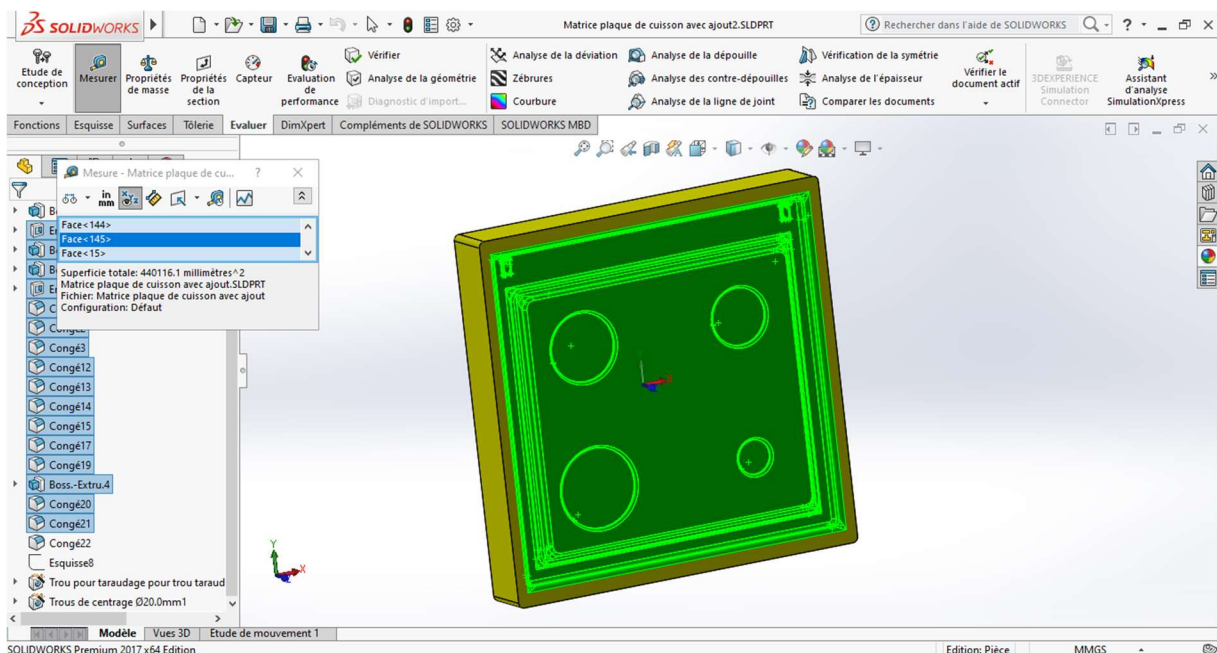 SOLIDWORKS
Matrice plaque de cuisson avec ajout2.SLDPRT
Rechercher dans l'aide de SOLIDWORKS
?
Etude de conception
Mesurer
Propriétés de masse
Propriétés de la section
Capteur
Evaluation de performance
Vérifier
Analyse de la géométrie
Diagnostic d'import...
Analyse de la déviation
Zébrures
Courbure
Analyse de la dépouille
Analyse des contre-dépouilles
Analyse de la ligne de joint
Vérification de la symétrie
Analyse de l'épaisseur
Comparer les documents
Vérifier le document actif
3DEXPERIENCE Simulation Connector
Assistant d'analyse SimulationXpress
Fonctions Esquisse Surfaces Tôlerie Evaluer DimXpert Compléments de SOLIDWORKS SOLIDWORKS MBD
Mesure - Matrice plaque de cu... ?
in mm
Face<144>
Face<145>
Face<15>
Superficie totale: 440116.1 millimètres^2
Matrice plaque de cuisson avec ajout.SLDPRT
Fichier: Matrice plaque de cuisson avec ajout
Configuration: Défaut
Congé3
Congé12
Congé13
Congé14
Congé15
Congé17
Congé19
Boss.-Extru.4
Congé20
Congé21
Congé22
Esquisse8
Trou pour taraudage pour trou taraud
Trous de centrage Ø20.0mm1
Y
X
Modèle Vues 3D Etude de mouvement 1
SOLIDWORKS Premium 2017 x64 Edition
Edition: Pièce
MMGS